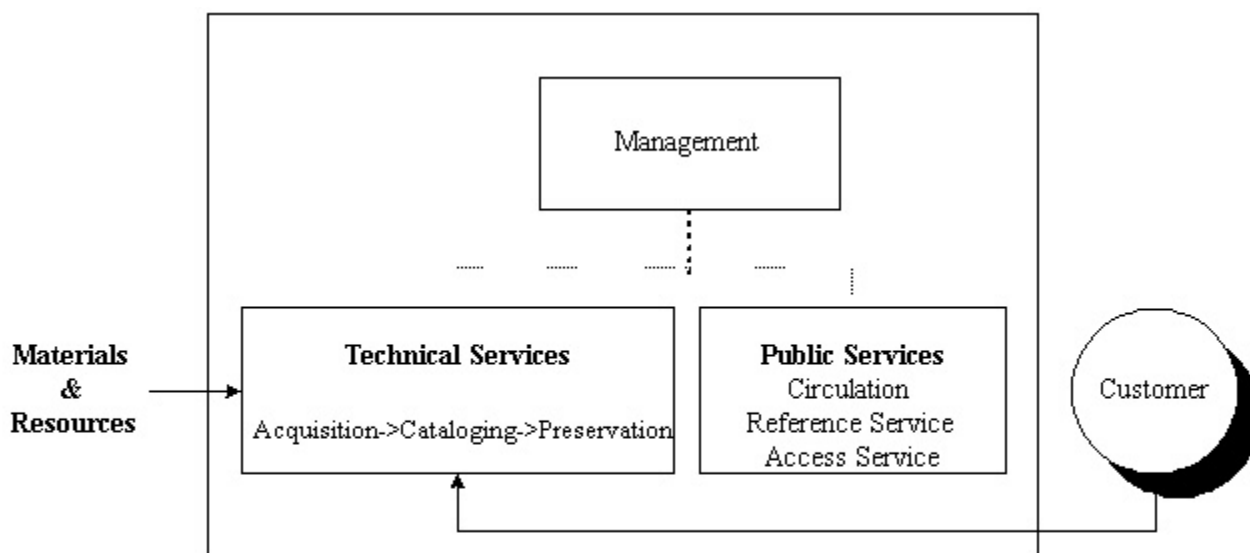 Management
Materials
&
Resources
Technical Services
Acquisition->Cataloging->Preservation
Public Services
Circulation
Reference Service
Access Service
Customer